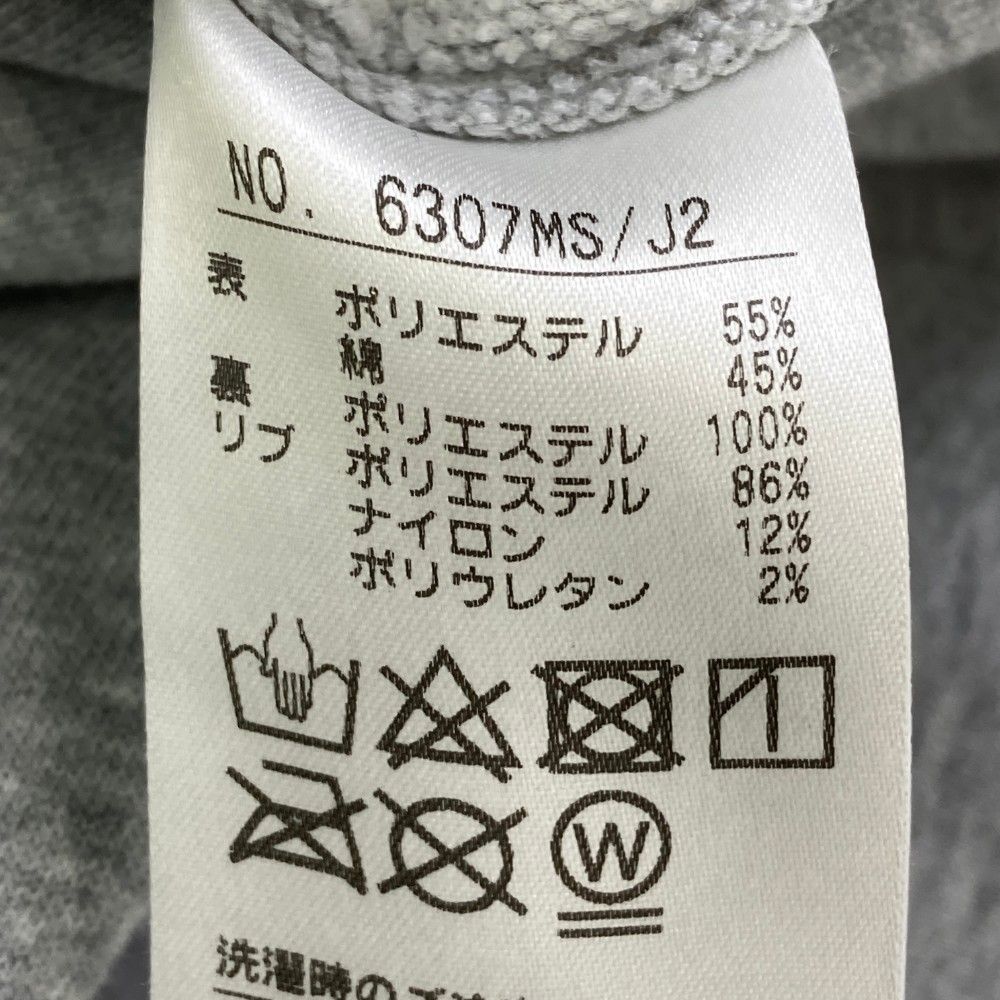 NO. 6307MS/J2
表 ポリエステル 55%
綿 45%
裏 ポリエステル 100%
リブ ポリエステル 86%
ナイロン 12%
ポリウレタン 2%
W
洗濯時のご注